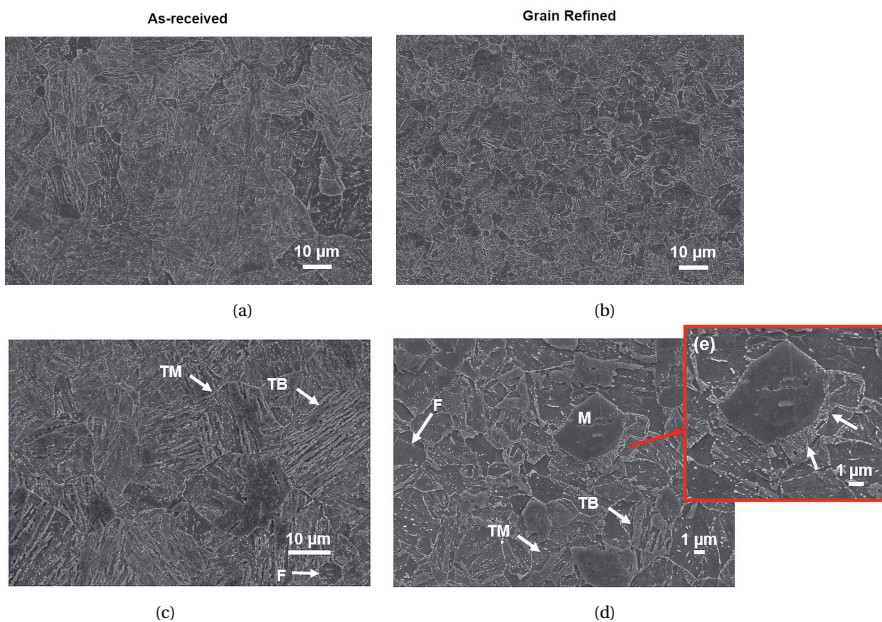 As-received
Grain Refined
10 µm
10 µm
(a)
(b)
TM
TB
10 µm
F
(c)
F
M
TB
TM
1 µm
(d)
(e)
1 µm